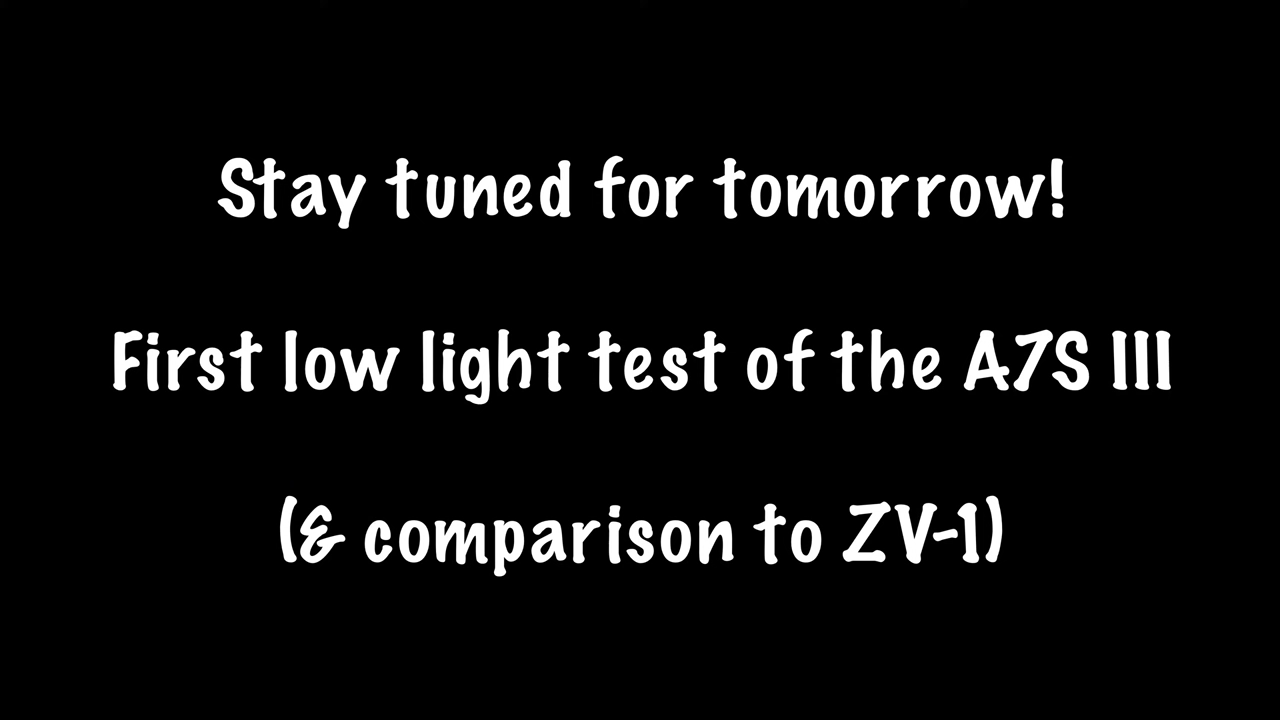 Stay tuned for tomorrow!
First low light test of the A7S III
(& comparison to ZV-1)